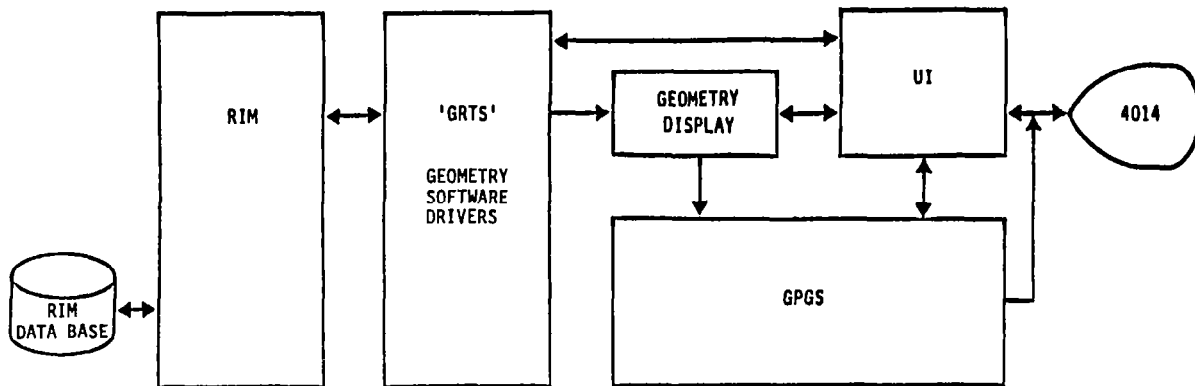 RIM
'GRTS'
GEOMETRY
SOFTWARE
DRIVERS
GEOMETRY
DISPLAY
UI
4014
GPGS
RIM
DATA BASE